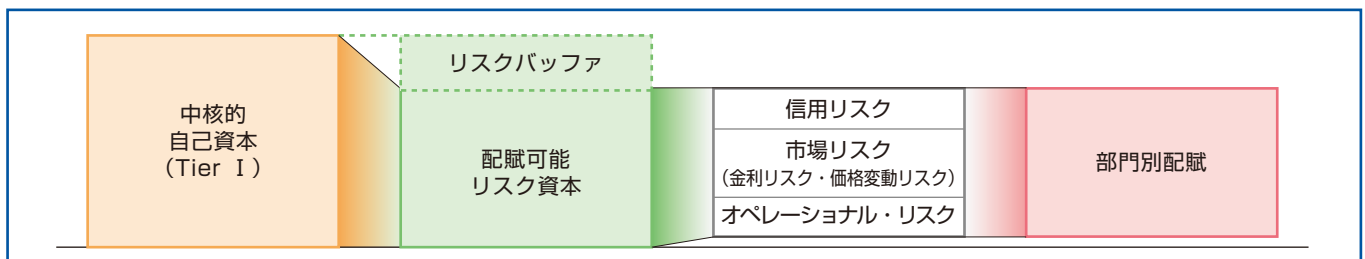 中核的
自己資本
(Tier Ⅰ)
リスクバッファ
配賦可能
リスク資本
信用リスク
市場リスク
(金利リスク・価格変動リスク)
オペレーショナル・リスク
部門別配賦